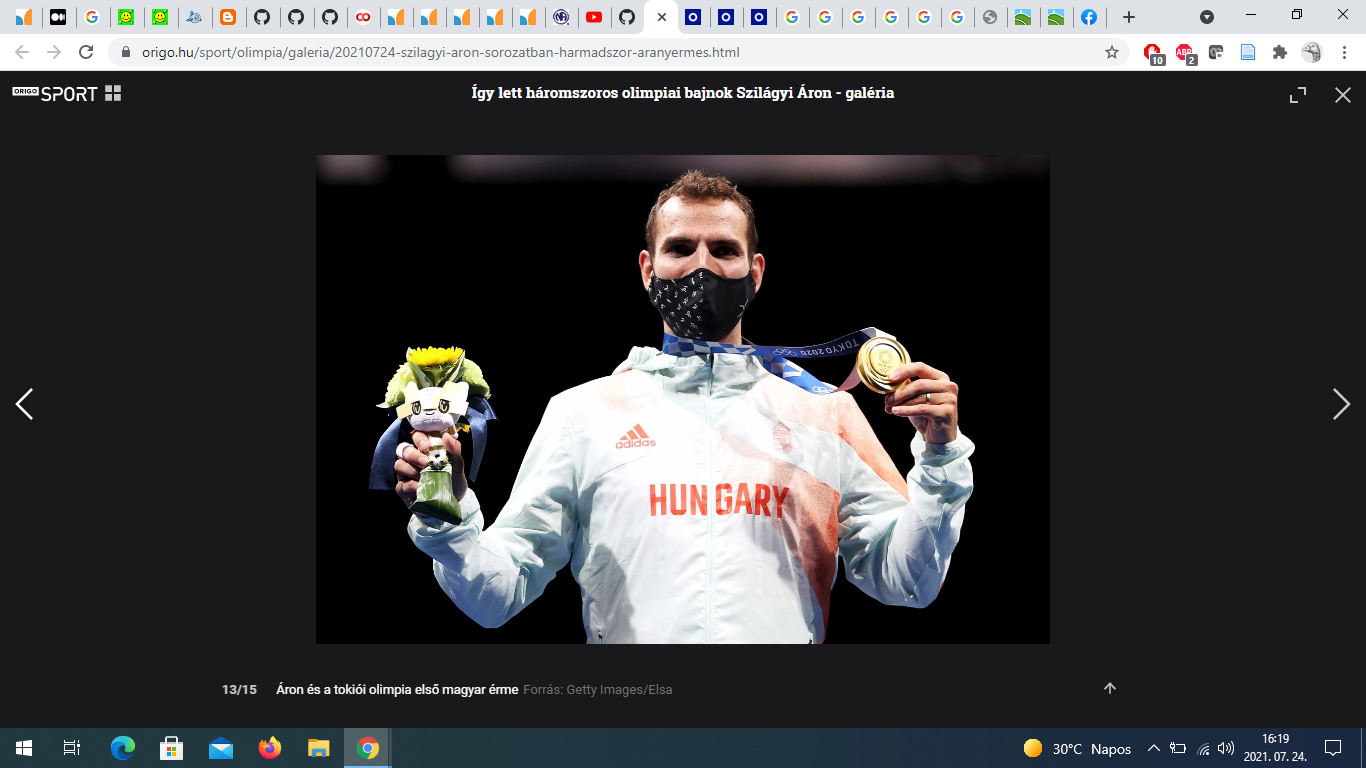 origo.hu/sport/olimpia/galeria/20210724-szilagyi-aron-sorozatban-harmadszor-aranyermes.html
10
ABP
2
ORIGO SPORT
Így lett háromszoros olimpiai bajnok Szilágyi Áron - galéria
TOKYO 2020
adidas
HUNGARY
13/15 Áron és a tokiói olimpia első magyar érme Forrás: Getty Images/Elsa
30°C Napos
16:19
2021. 07. 24.